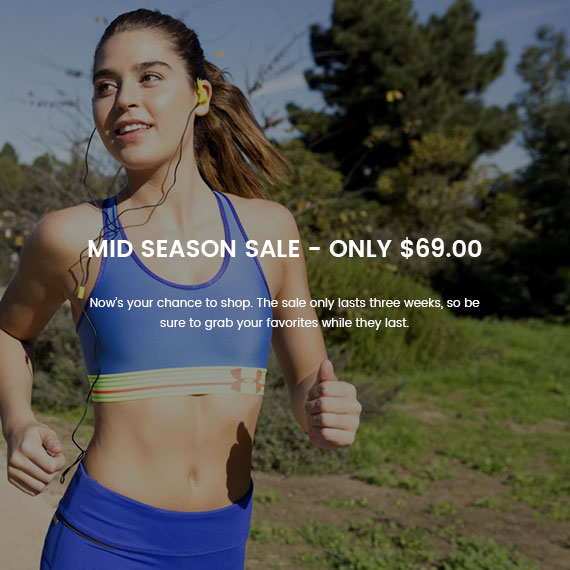 MID SEASON SALE - ONLY $69.00
Now's your chance to shop. The sale only lasts three weeks, so be
sure to grab your favorites while they last.